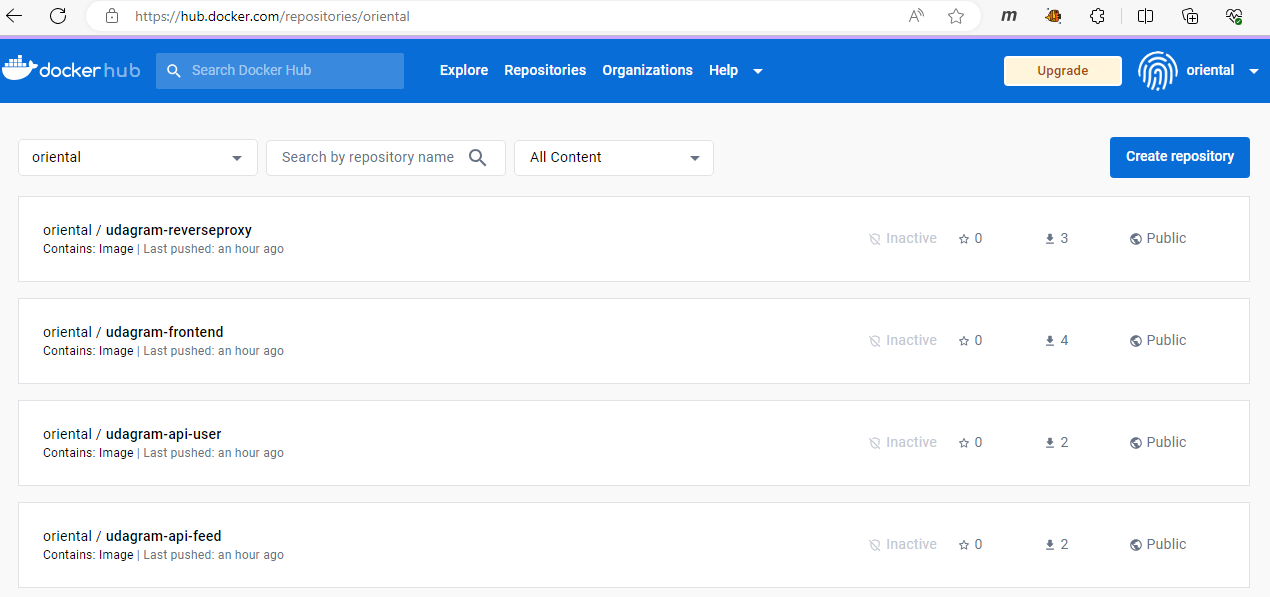 https://hub.docker.com/repositories/oriental
A
m
docker hub
Search Docker Hub
Explore Repositories Organizations Help
Upgrade
oriental
oriental
Search by repository name
All Content
Create repository
oriental / udagram-reverseproxy
Contains: Image | Last pushed: an hour ago
Inactive 0 3 Public
oriental / udagram-frontend
Contains: Image | Last pushed: an hour ago
Inactive 0 4 Public
oriental / udagram-api-user
Contains: Image | Last pushed: an hour ago
Inactive 0 2 Public
oriental / udagram-api-feed
Contains: Image | Last pushed: an hour ago
Inactive 0 2 Public